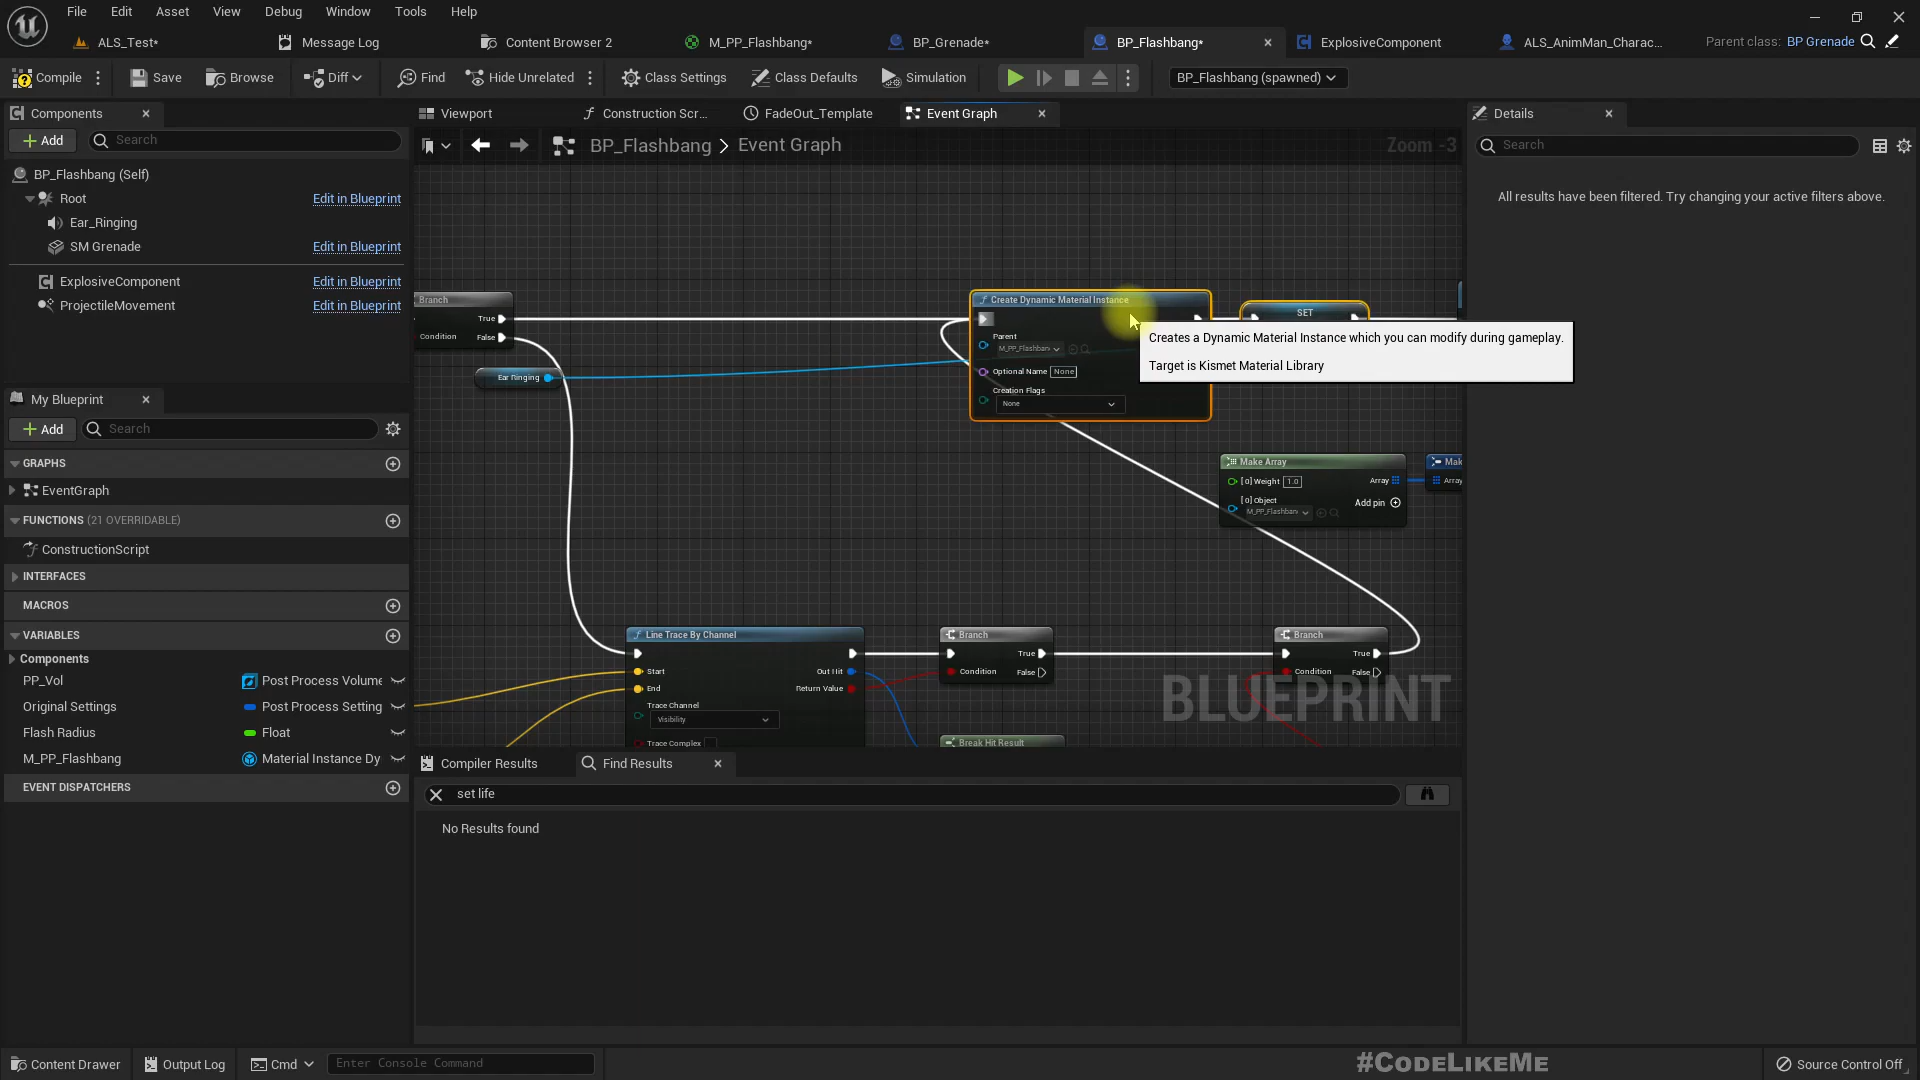 File Edit Asset View Debug Window Tools Help
ALS_Test* Message Log Content Browser 2 M_PP_Flashbang* BP_Grenade* BP_Flashbang* ExplosiveComponent ALS_AnimMan_Charac... Parent class: BP Grenade
Compile Save Browse Diff Find Hide Unrelated Class Settings Class Defaults Simulation BP_Flashbang (spawned)
Components
Add Search
BP_Flashbang (Self)
Root Edit in Blueprint
Ear_Ringing
SM Grenade Edit in Blueprint
ExplosiveComponent Edit in Blueprint
ProjectileMovement Edit in Blueprint
My Blueprint
Add Search
GRAPHS
EventGraph
FUNCTIONS (21 OVERRIDABLE)
ConstructionScript
INTERFACES
MACROS
VARIABLES
Components
PP_Vol Post Process Volume
Original Settings Post Process Setting
Flash Radius Float
M_PP_Flashbang Material Instance Dy
EVENT DISPATCHERS
Viewport Construction Scr... FadeOut_Template Event Graph
BP_Flashbang > Event Graph Zoom -3
Branch
True
Condition False
Ear Ringing
Create Dynamic Material Instance
Parent
M_PP_Flashban
Optional Name None
Creation Flags
None
SET
Creates a Dynamic Material Instance which you can modify during gameplay.
Target is Kismet Material Library
Make Array
[0] Weight 1.0 Array
[0] Object Add pin
M_PP_Flashban
Mak
Array
Line Trace By Channel
Start Out Hit
End Return Value
Trace Channel
Visibility
Trace Complex
Branch
True
Condition False
Break Hit Result
Branch
True
Condition False
BLUEPRINT
Compiler Results Find Results
set life
No Results found
Details
Search
All results have been filtered. Try changing your active filters above.
Content Drawer Output Log Cmd Enter Console Command #CodeLikeMe Source Control Off